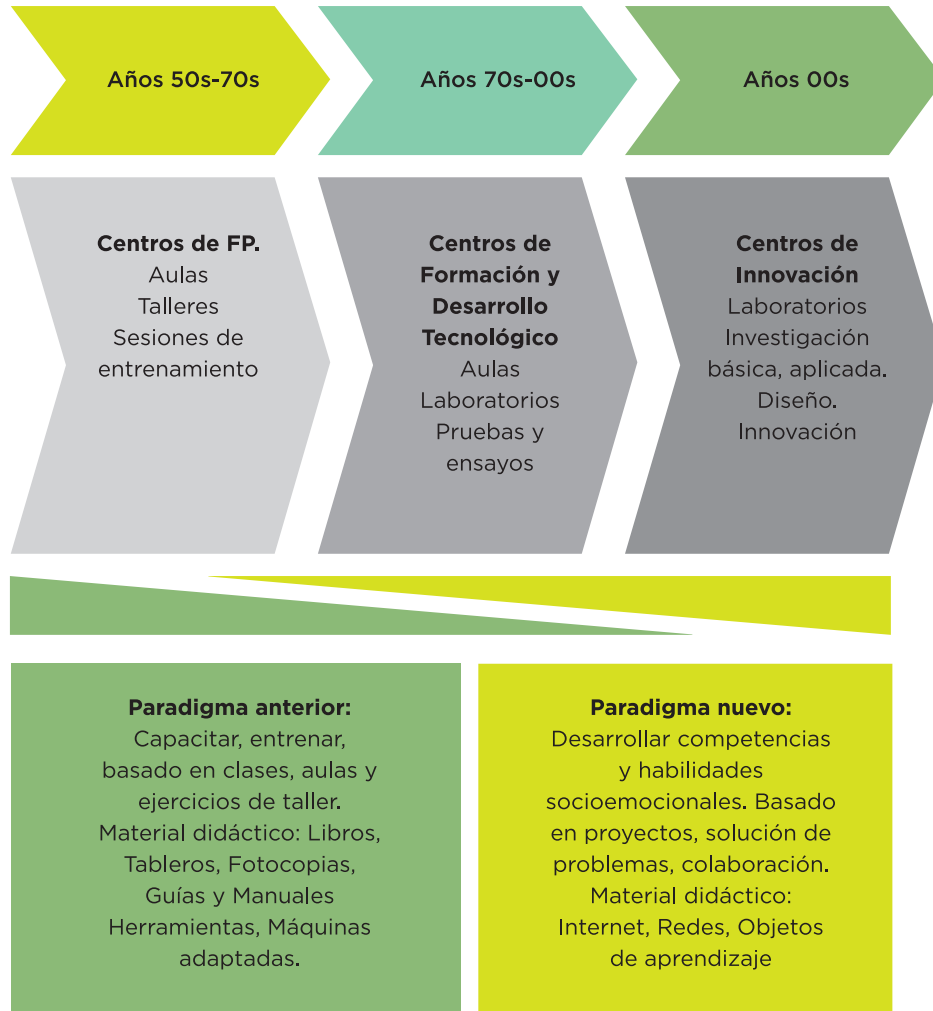 Años 50s-70s
Años 70s-00s
Años 00s
Centros de FP.
Aulas
Talleres
Sesiones de
entrenamiento
Centros de
Formación y
Desarrollo
Tecnológico
Aulas
Laboratorios
Pruebas y
ensayos
Centros de
Innovación
Laboratorios
Investigación
básica, aplicada.
Diseño.
Innovación
Paradigma anterior:
Capacitar, entrenar,
basado en clases, aulas y
ejercicios de taller.
Material didáctico: Libros,
Tableros, Fotocopias,
Guías y Manuales
Herramientas, Máquinas
adaptadas.
Paradigma nuevo:
Desarrollar competencias
y habilidades
socioemocionales. Basado
en proyectos, solución de
problemas, colaboración.
Material didáctico:
Internet, Redes, Objetos
de aprendizaje